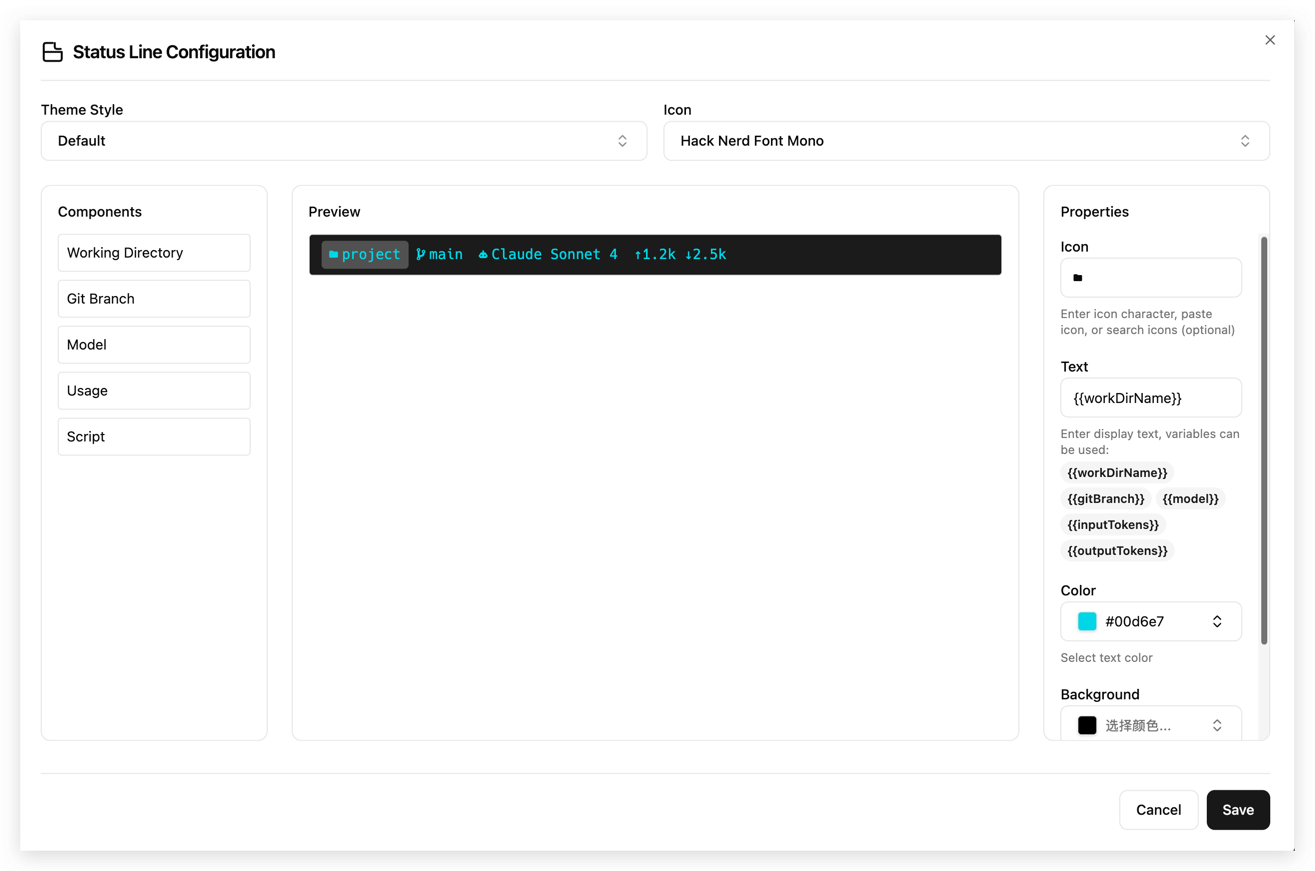 Status Line Configuration
Theme Style
Default
Icon
Hack Nerd Font Mono
Components
Working Directory
Git Branch
Model
Usage
Script
Preview
project main Claude Sonnet 4 ↑1.2k ↓2.5k
Properties
Icon
Enter icon character, paste
icon, or search icons (optional)
Text
{{workDirName}}
Enter display text, variables can
be used:
{{workDirName}}
{{gitBranch}} {{model}}
{{inputTokens}}
{{outputTokens}}
Color
#00d6e7
Select text color
Background
选择颜色...
Cancel
Save